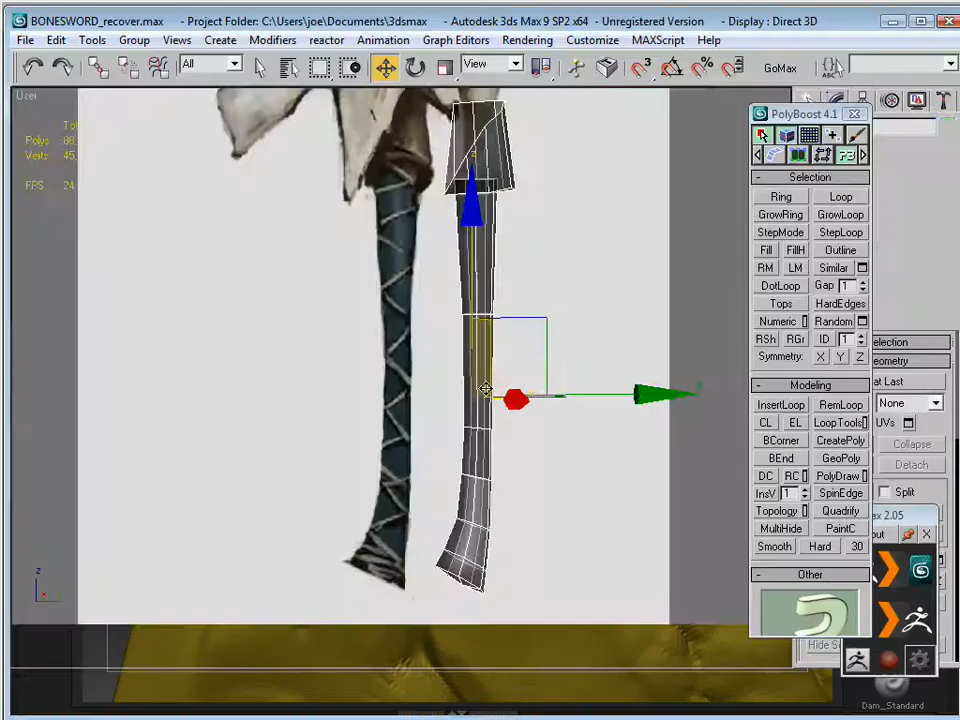 BONESWORD_recover.max - Project Folder: C:\Users\joe\Documents\3dsmax - Autodesk 3ds Max 9 SP2 x64 - Unregistered Version - Display : Direct 3D
File Edit Tools Group Views Create Modifiers reactor Animation Graph Editors Rendering Customize MAXScript Help
All View GoMax
User
PolyBoost 4.1
Polys: 88,
Verts: 45,
FPS 24
Selection
Ring Loop
GrowRing GrowLoop
StepMode StepLoop
Fill FillH Outline
RM LM Similar
DotLoop Gap 1
Tops HardEdges
Numeric Random
RSh RGr ID 1
Symmetry: X Y Z
Modeling
InsertLoop RemLoop
CL EL LoopTools
BCorner CreatePoly
BEnd GeoPoly
DC RC PolyDraw
InsV 1 SpinEdge
Topology Quadrify
MultiHide PaintC
Smooth Hard 30
Other
None
UVs
Collapse
Detach
Split
2.05
Dam_Standard
z
x